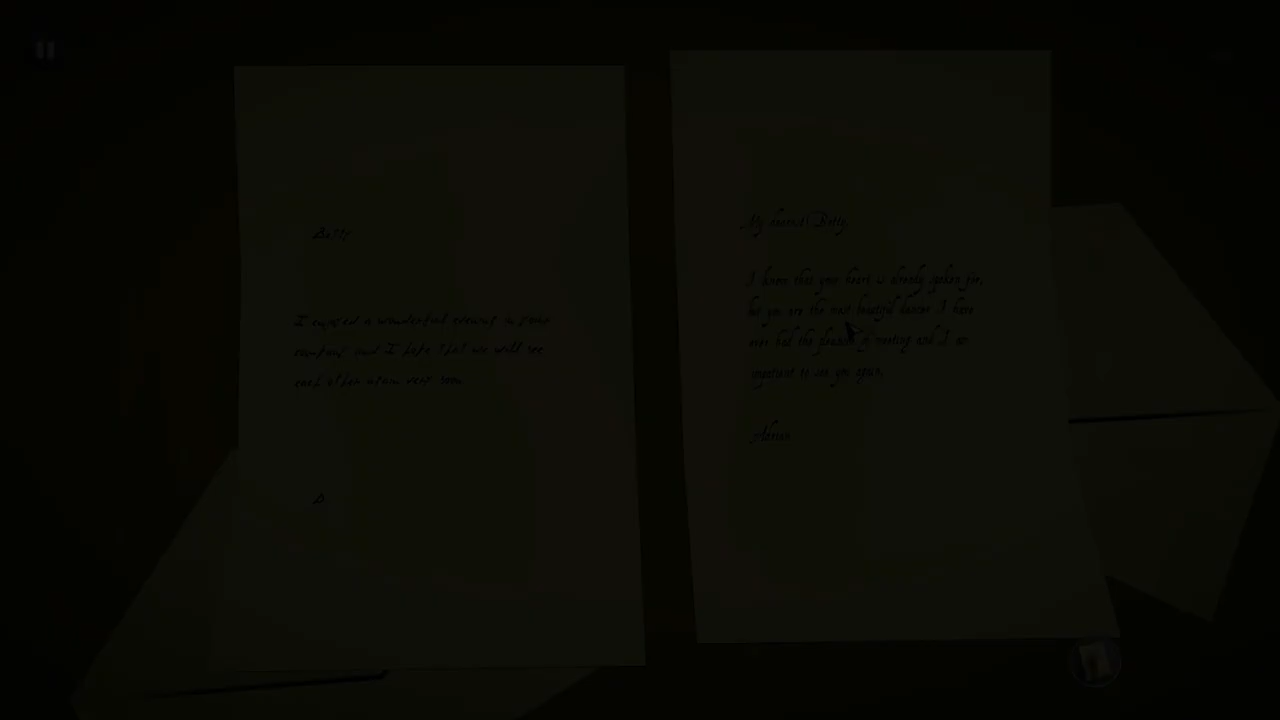 Betty
I enjoyed a wonderful evening in your
company and I hope that we will see
each other again very soon
D
My dearest Betty,
I know that your heart is already spoken for,
but you are the most beautiful dancer I have
ever had the pleasure of meeting and I am
impatient to see you again.
Adrian